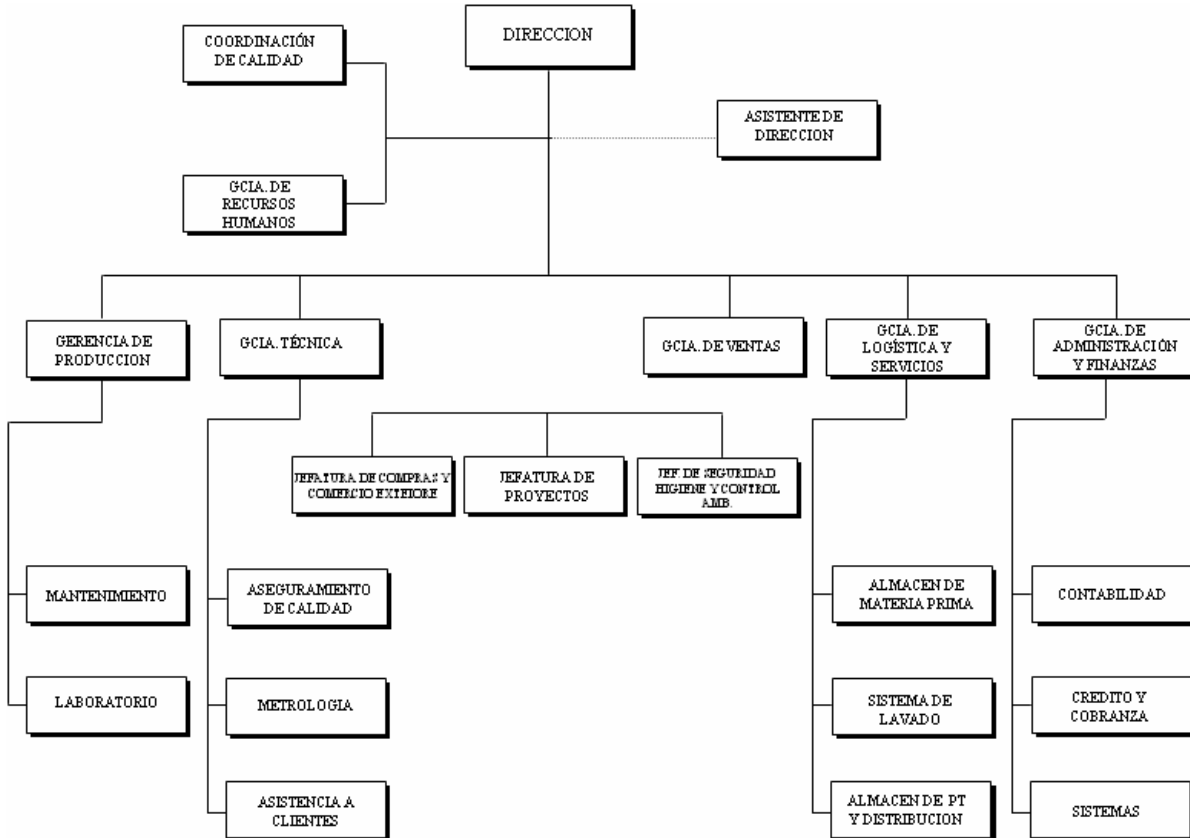 DIRECCION
COORDINACIÓN
DE CALIDAD
ASISTENTE DE
DIRECCION
GCIA. DE
RECURSOS
HUMANOS
GERENCIA DE
PRODUCCION
GCIA. TÉCNICA
GCIA. DE VENTAS
GCIA. DE
LOGÍSTICA Y
SERVICIOS
GCIA. DE
ADMINISTRACIÓN
Y FINANZAS
JEFATURA DE COMPRAS Y
COMERCIO EXTEIORE
JEFATURA DE
PROYECTOS
JEF. DE SEGURIDAD
HIGIENE Y CONTROL
AMB.
MANTENIMIENTO
ASEGURAMIENTO
DE CALIDAD
ALMACEN DE
MATERIA PRIMA
CONTABILIDAD
LABORATORIO
METROLOGIA
SISTEMA DE
LAVADO
CREDITO Y
COBRANZA
ASISTENCIA A
CLIENTES
ALMACEN DE PT
Y DISTRIBUCION
SISTEMAS